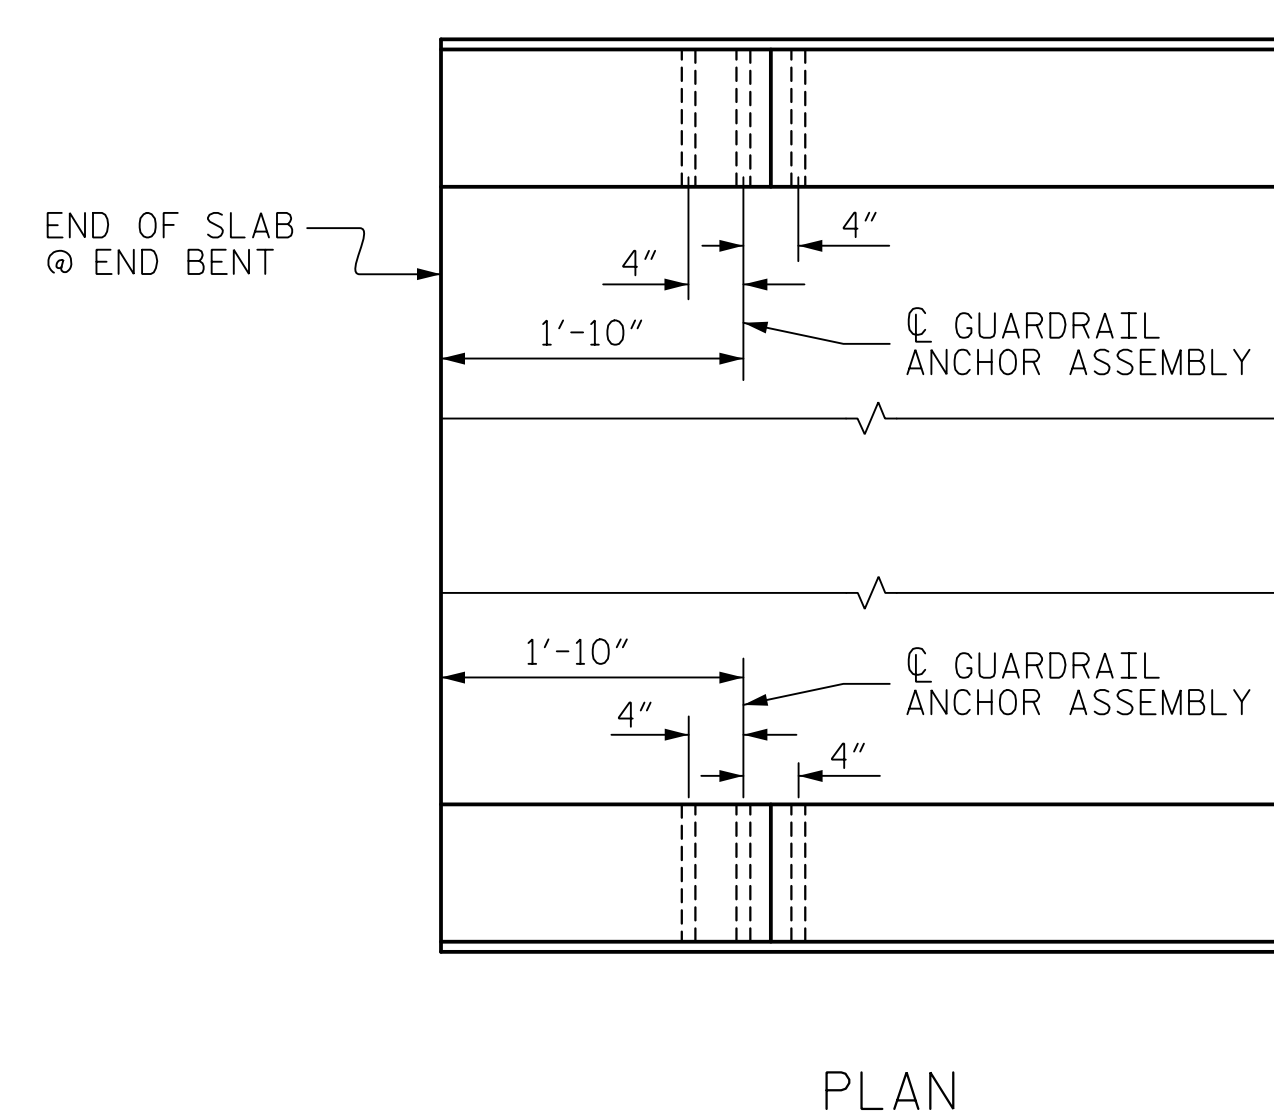 END OF SLAB
@ END BENT
4″
4″
1′-10″
℄ GUARDRAIL
ANCHOR ASSEMBLY
1′-10″
℄ GUARDRAIL
ANCHOR ASSEMBLY
4″
4″
PLAN